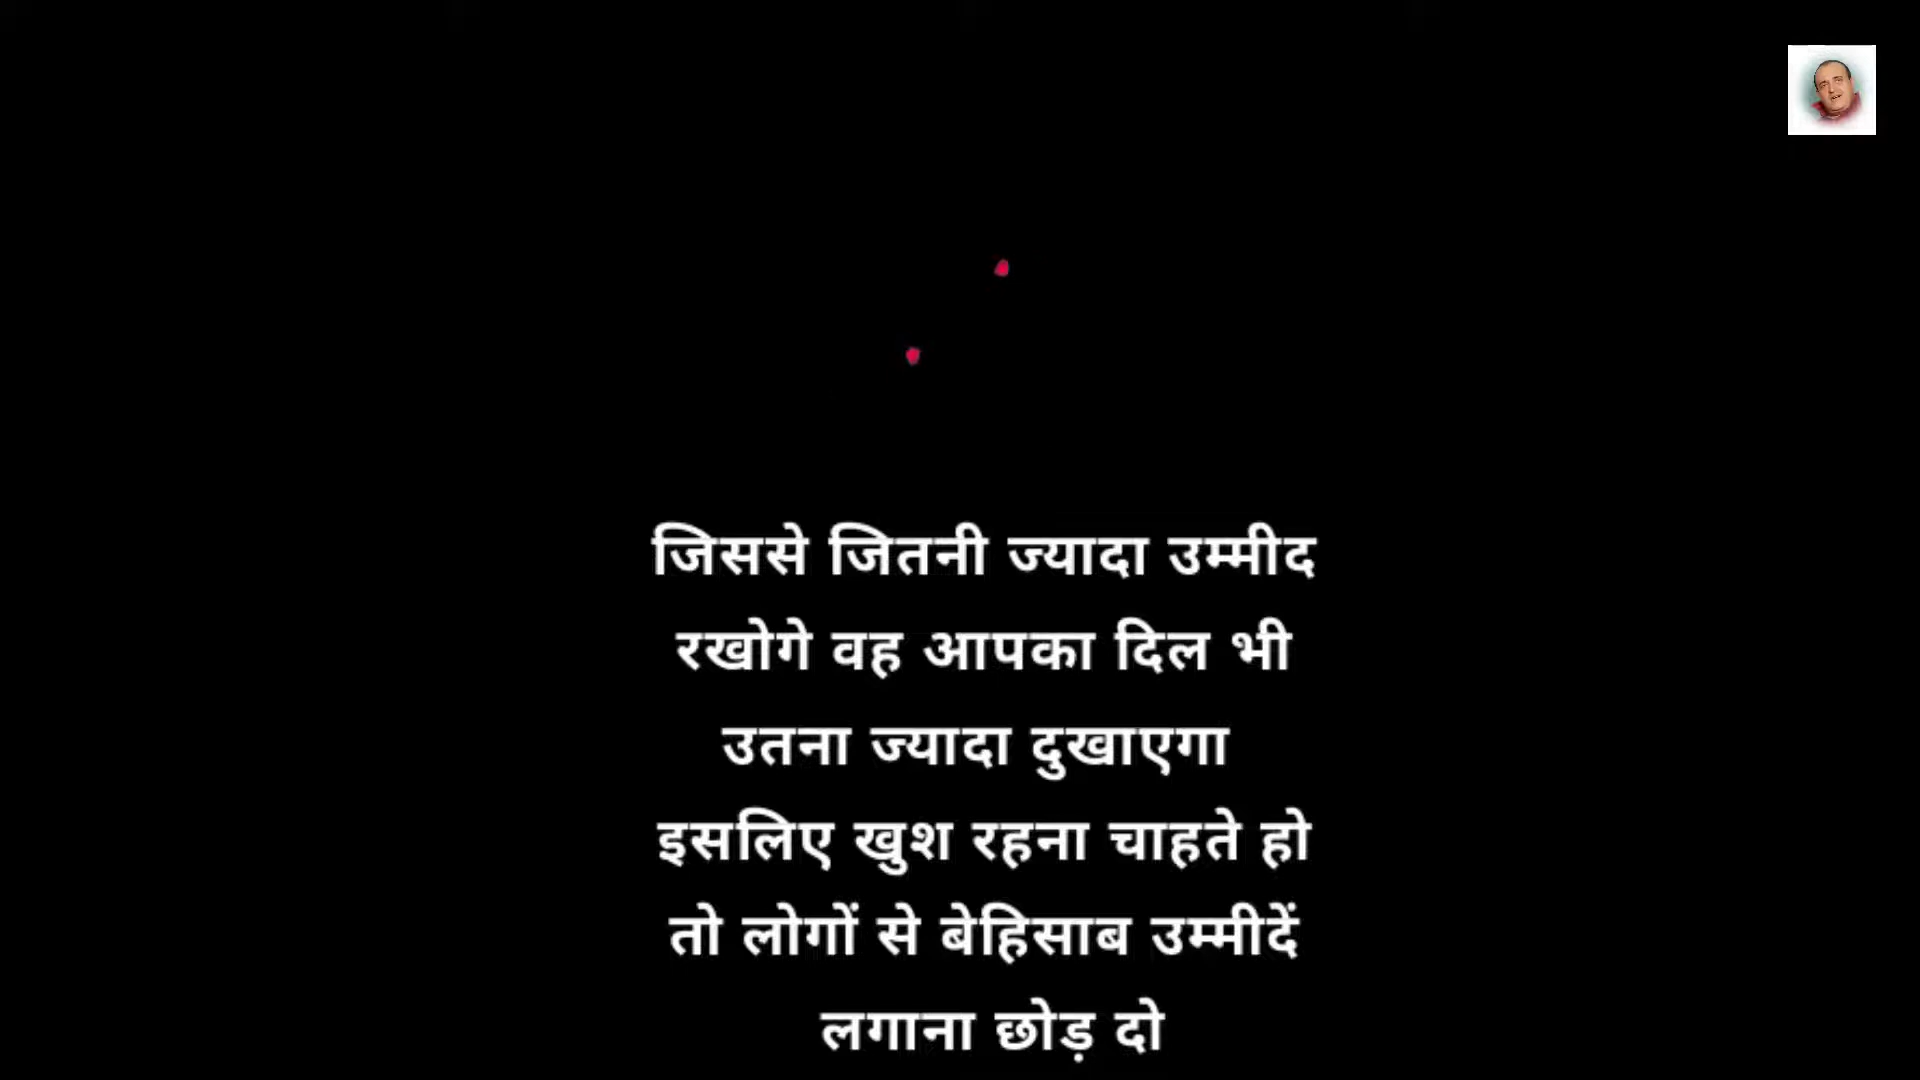 जिससे जितनी ज्यादा उम्मीद
रखोगे वह आपका दिल भी
उतना ज्यादा दुखाएगा
इसलिए खुश रहना चाहते हो
तो लोगों से बेहिसाब उम्मीदें
लगाना छोड़ दो